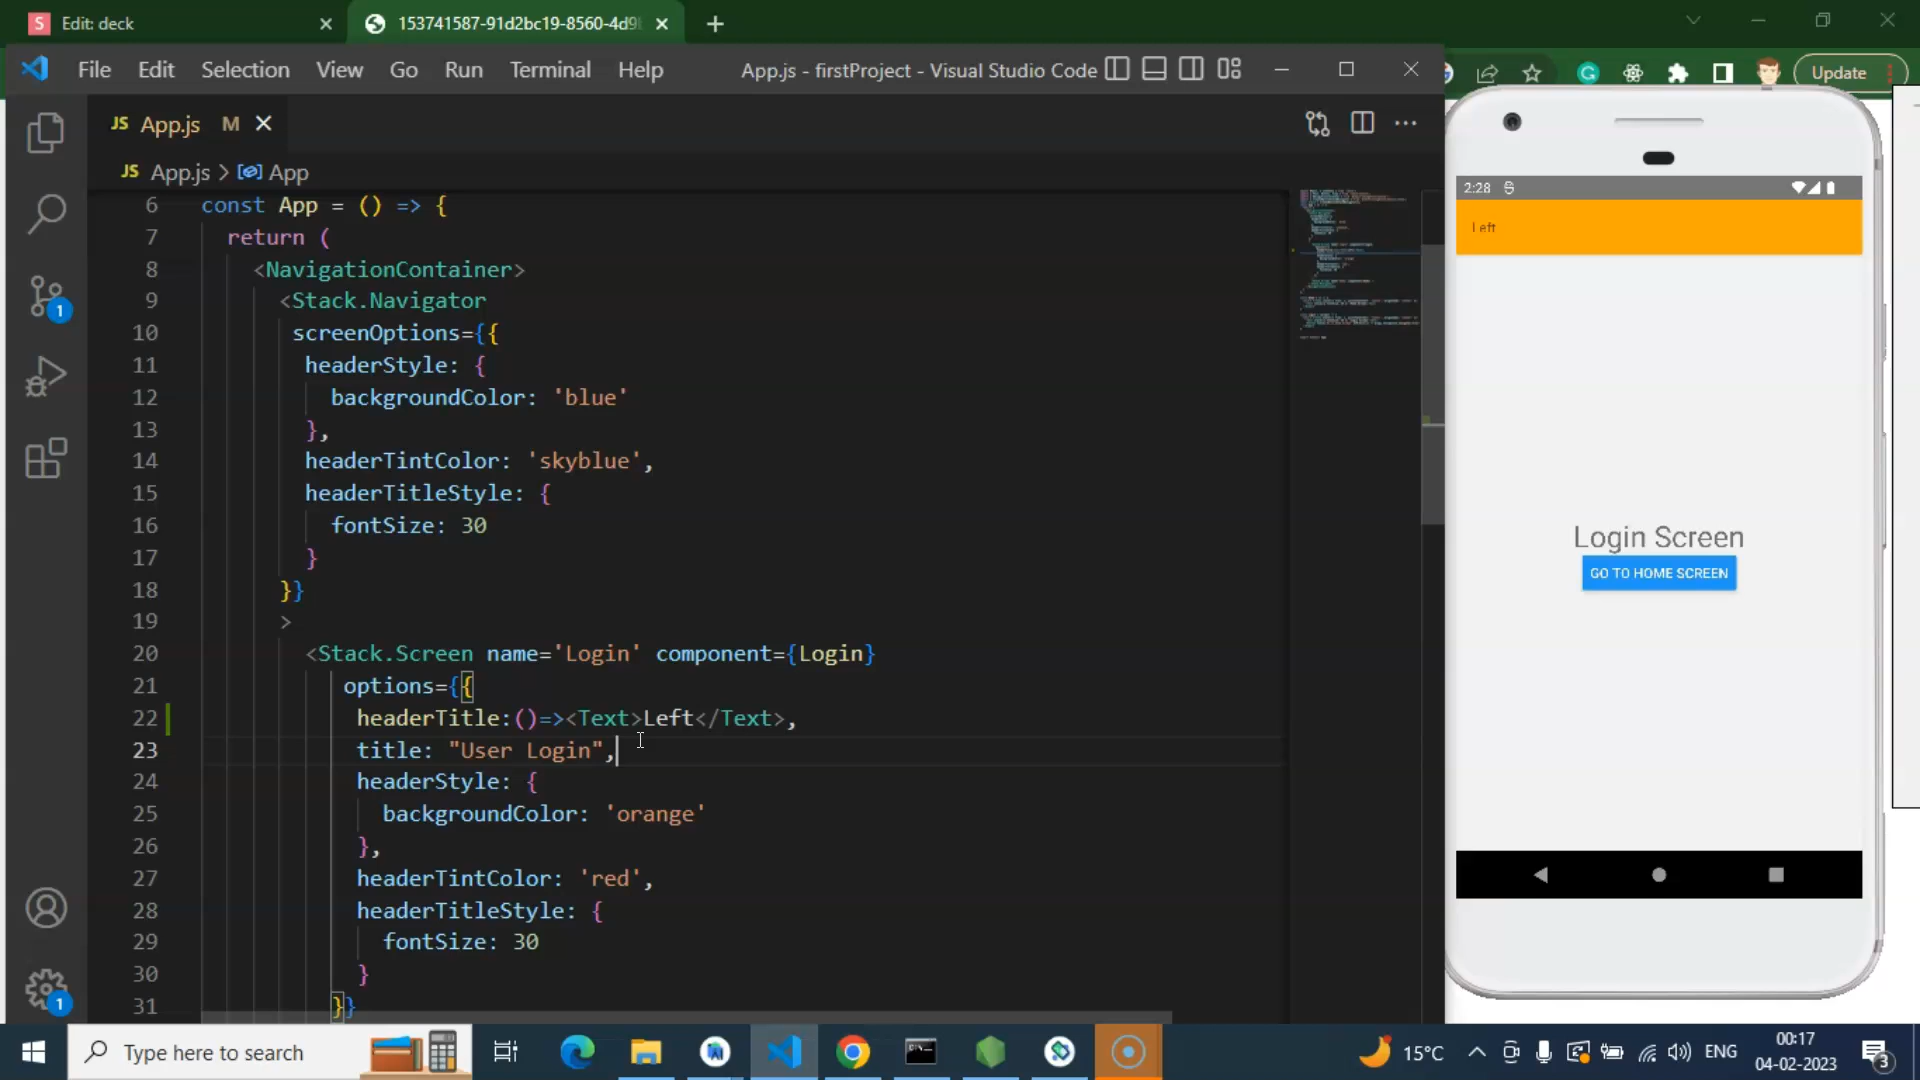 Edit: deck
153741587-91d2bc19-8560-4d9
File Edit Selection View Go Run Terminal Help
App.js - firstProject - Visual Studio Code
Update
JS App.js M
JS App.js > App
6 const App = () => {
7 return (
8 <NavigationContainer>
9 <Stack.Navigator
10 screenOptions={{
11 headerStyle: {
12 backgroundColor: 'blue'
13 },
14 headerTintColor: 'skyblue',
15 headerTitleStyle: {
16 fontSize: 30
17 }
18 }}
19 >
20 <Stack.Screen name='Login' component={Login}
21 options={{
22 headerTitle:()=><Text>Left</Text>,
23 title: "User Login",
24 headerStyle: {
25 backgroundColor: 'orange'
26 },
27 headerTintColor: 'red',
28 headerTitleStyle: {
29 fontSize: 30
30 }
31 }}
1
1
2:28
Left
Login Screen
GO TO HOME SCREEN
Type here to search
15°C
ENG
00:17
04-02-2023
3